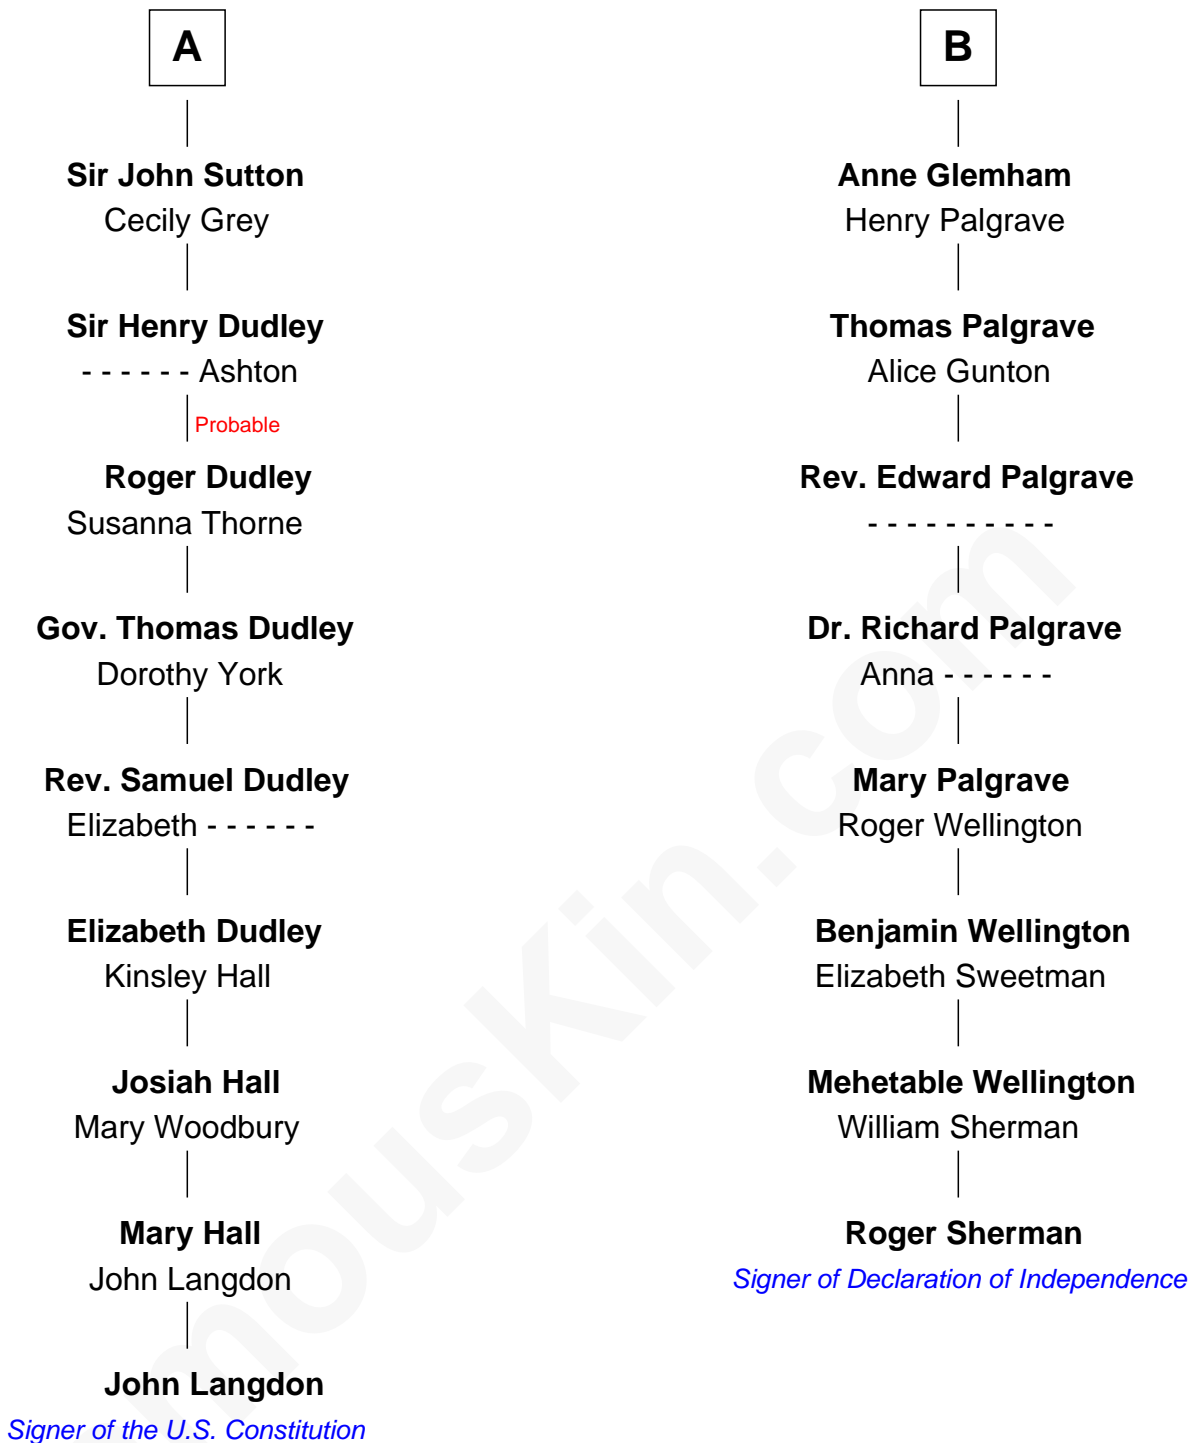 A
Sir John Sutton
Cecily Grey
Sir Henry Dudley
- - - - - - Ashton
Probable
Roger Dudley
Susanna Thorne
Gov. Thomas Dudley
Dorothy York
Rev. Samuel Dudley
Elizabeth - - - - - -
Elizabeth Dudley
Kinsley Hall
Josiah Hall
Mary Woodbury
Mary Hall
John Langdon
John Langdon
Signer of the U.S. Constitution
B
Anne Glemham
Henry Palgrave
Thomas Palgrave
Alice Gunton
Rev. Edward Palgrave
- - - - - - - - - -
Dr. Richard Palgrave
Anna - - - - - -
Mary Palgrave
Roger Wellington
Benjamin Wellington
Elizabeth Sweetman
Mehetable Wellington
William Sherman
Roger Sherman
Signer of Declaration of Independence
mouskin.com